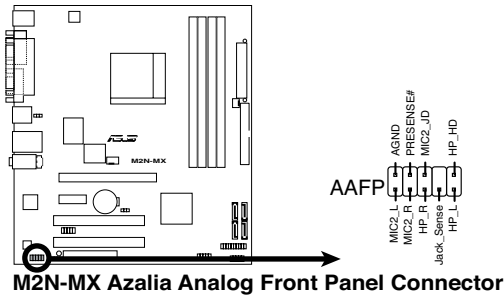 ASUS
M2N-MX
AAFP
AGND
PRESENSE#
MIC2_JD
HP_HD
MIC2_L
MIC2_R
HP_R
Jack_Sense
HP_L
M2N-MX Azalia Analog Front Panel Connector